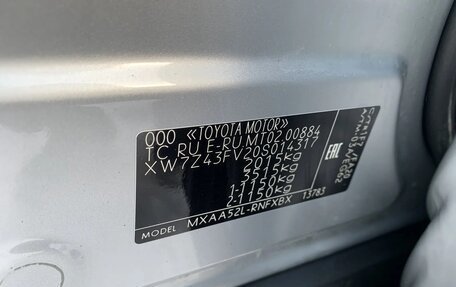 ООО «TOYOTA MOTOR»
TC RU E-RU.MT02.00884
XW7Z43FV20S014317
2015kg
3515kg
1-1150kg
2-1150kg
MODEL MXAA52L-RNFXBX 13783
EAC